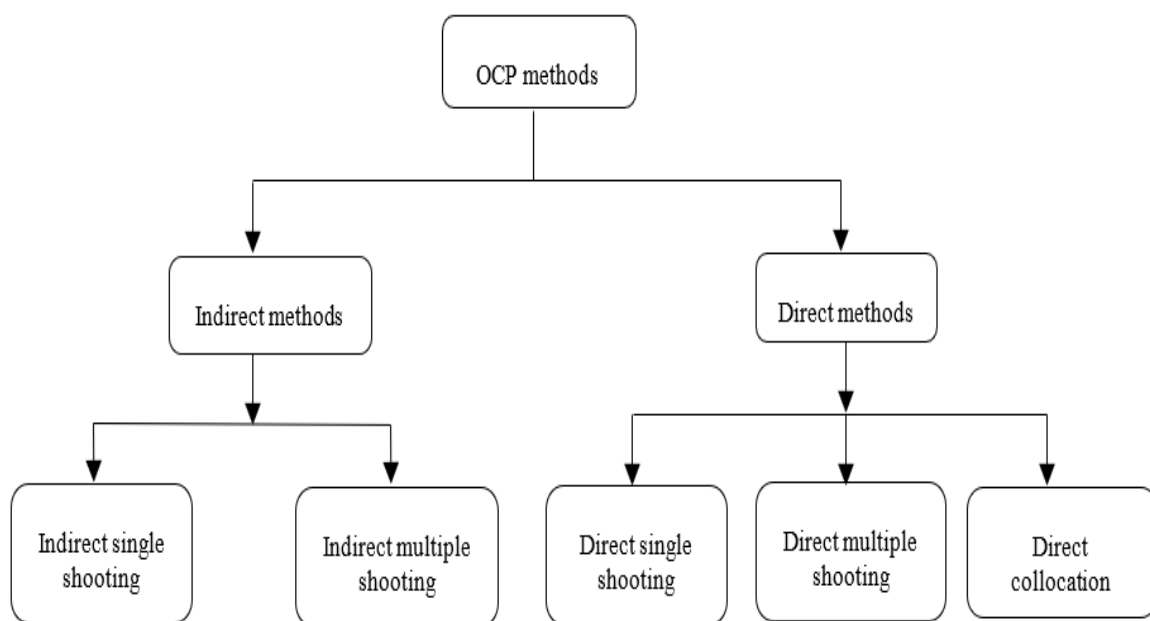 OCP methods
Indirect methods
Direct methods
Indirect single
shooting
Indirect multiple
shooting
Direct single
shooting
Direct multiple
shooting
Direct
collocation